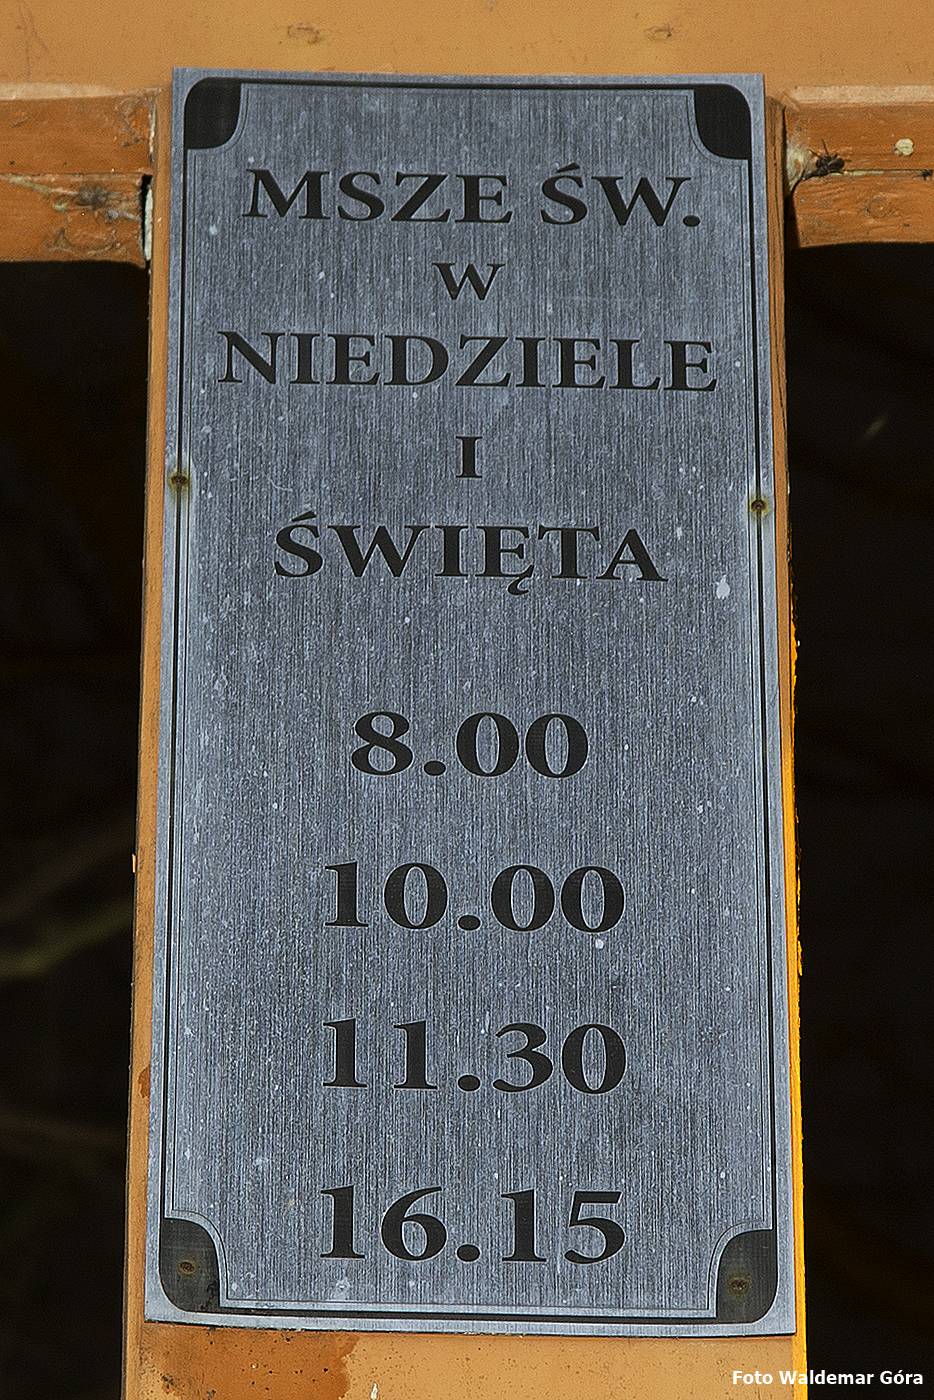 MSZE ŚW.
W
NIEDZIELE
I
ŚWIĘTA
8.00
10.00
11.30
16.15
Foto Waldemar Góra